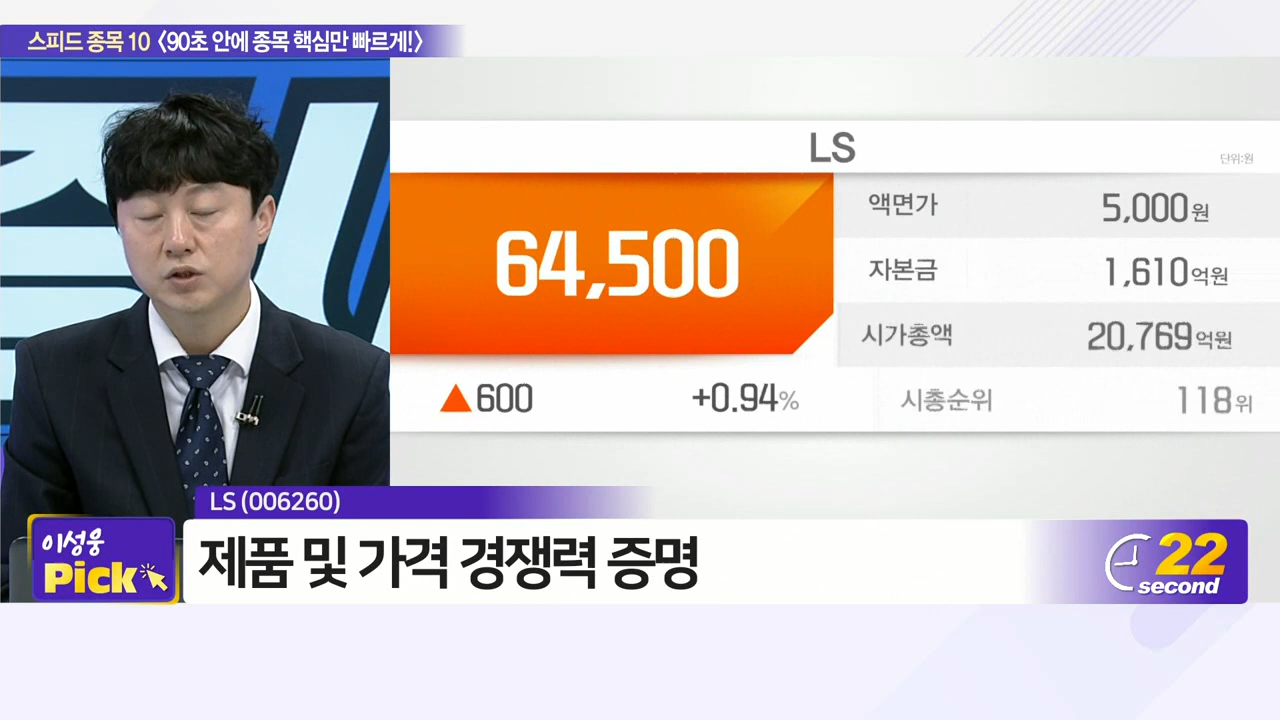 스피드 종목 10 <90초 안에 종목 핵심만 빠르게!>
LS
단위:원
64,500
▲600 +0.94%
액면가 5,000원
자본금 1,610억원
시가총액 20,769억원
시총순위 118위
LS (006260)
이성웅
Pick
제품 및 가격 경쟁력 증명
22
second